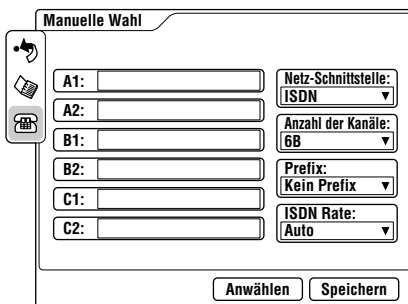 Manuelle Wahl
A1:
A2:
B1:
B2:
C1:
C2:
Netz-Schnittstelle:
ISDN
Anzahl der Kanäle:
6B
Prefix:
Kein Prefix
ISDN Rate:
Auto
Anwählen
Speichern